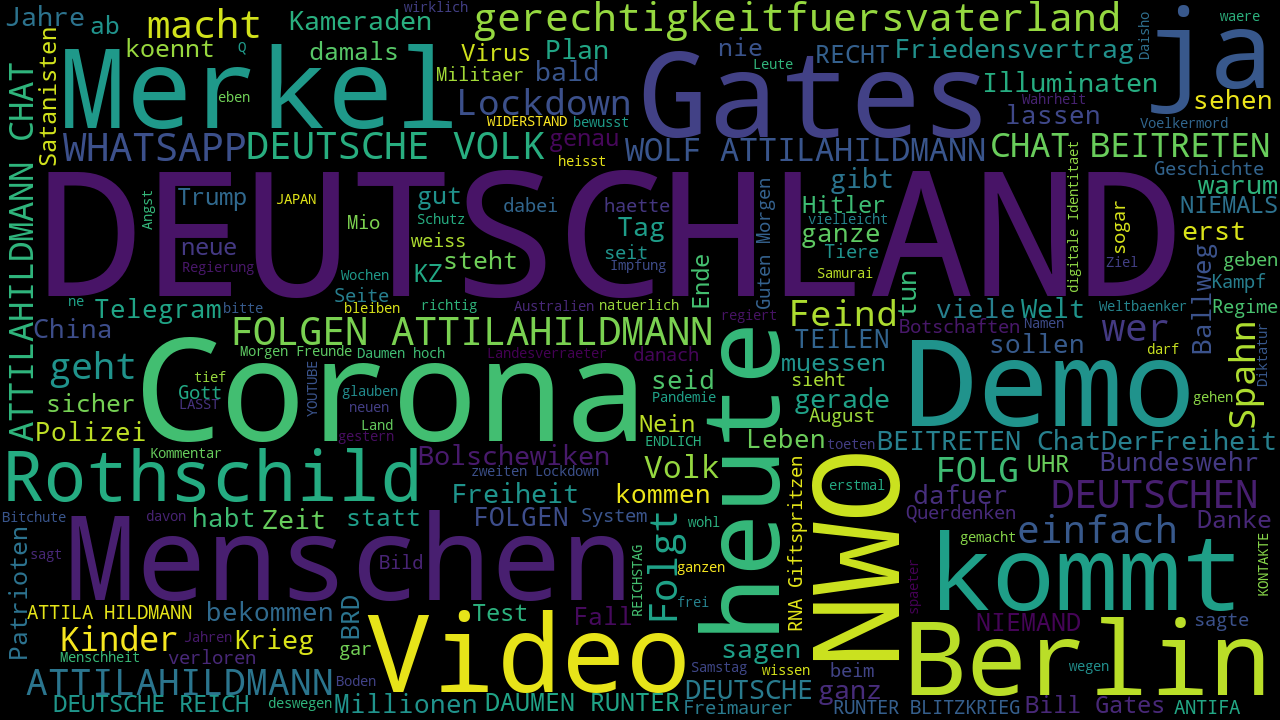 Jahre
ab
macht
Kameraden
wirklich
gerechtigkeitfuersvaterland
ja
waere
Daisho
koennt
Q
damals
Virus
Plan
nie
RECHT
Friedensvertrag
Satanisten
Merkel
eben
Militaer
bald
Leute
Gates
Illuminaten
sehen
Lockdown
Wahrheit
lassen
WIDERSTAND
bewusst
Voelkermord
ATTILAHILDMANN CHAT
WHATSAPP
DEUTSCHE VOLK
genau
WOLF ATTILAHILDMANN
CHAT BEITRETEN
heisst
digitale Identitaet
Geschichte
DEUTSCHLAND
Angst
Trump
JAPAN
gut
dabei
haette
Guten Morgen
gibt
Hitler
warum
NIEMALS
Mio
Schutz
vielleicht
neue
weiss
Tag
ganze
sogar
erst
Regierung
steht
seit
Tiere
Impfung
KZ
Wochen
Samurai
Ziel
geben
Ende
Seite
Kampf
ne
Telegram
bitte
bleiben
richtig
Australien
natuerlich
regiert
Feind
tun
viele
Welt
Weltbaenker
Regime
Ballweg
China
FOLGEN ATTILAHILDMANN
Botschaften
Namen
wer
TEILEN
sollen
Spahn
Diktatur
Morgen Freunde
Daumen hoch
Landesverraeter
danach
darf
geht
Corona
YOUTUBE
tief
Gott
LASST
glauben
neuen
Land
gestern
muessen
seid
sieht
Pandemie
gerade
Demo
gehen
sicher
August
Polizei
Nein
ENDLICH
Leben
toeten
BEITRETEN ChatDerFreiheit
Kommentar
Rothschild
Bolschewiken
zweiten Lockdown
Volk
heute
FOLG
UHR
Bundeswehr
Freiheit
kommen
RNA Giftspritzen
erstmal
NWO
dafuer
DEUTSCHEN
Bitchute
davon
habt
Zeit
statt
FOLGEN
System
wohl
Querdenken
einfach
Danke
Patrioten
sagt
Menschen
Bild
REICHSTAG
Folgt
ganzen
gemacht
kommt
KONTAKTE
spaeter
frei
ATTILA HILDMANN
bekommen
BRD
Test
Fall
NIEMAND
sagte
Kinder
Jahren
Krieg
gar
Video
sagen
Berlin
Menschheit
verloren
Samstag
wissen
beim
wegen
ATTILAHILDMANN
Boden
DEUTSCHE
ganz
DEUTSCHE REICH
deswegen
Millionen
DAUMEN RUNTER
Freimaurer
RUNTER BLITZKRIEG
Bill Gates
ANTIFA